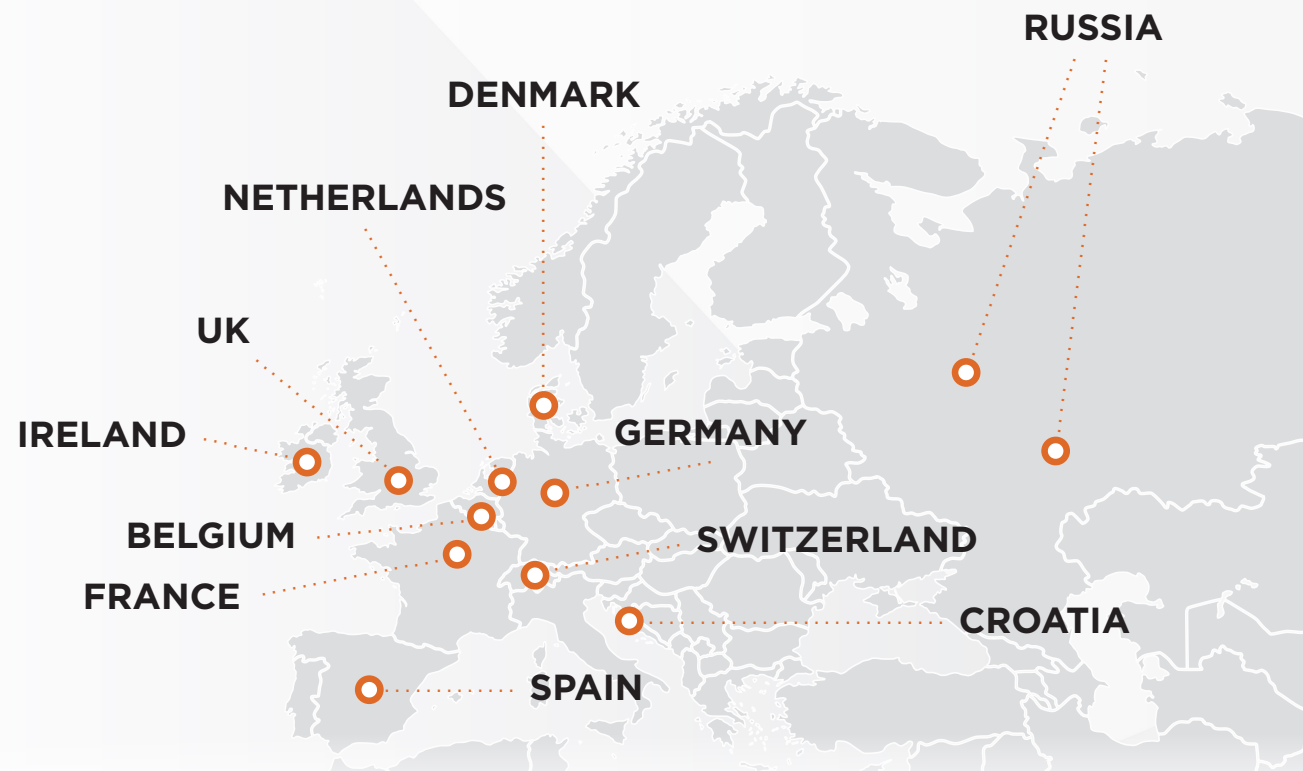 RUSSIA
DENMARK
NETHERLANDS
UK
IRELAND
GERMANY
BELGIUM
SWITZERLAND
FRANCE
CROATIA
SPAIN